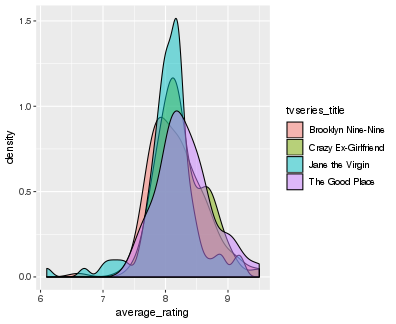 1.5
1.0
0.5
0.0
density
6
7
8
9
average_rating
tvseries_title
Brooklyn Nine-Nine
Crazy Ex-Girlfriend
Jane the Virgin
The Good Place